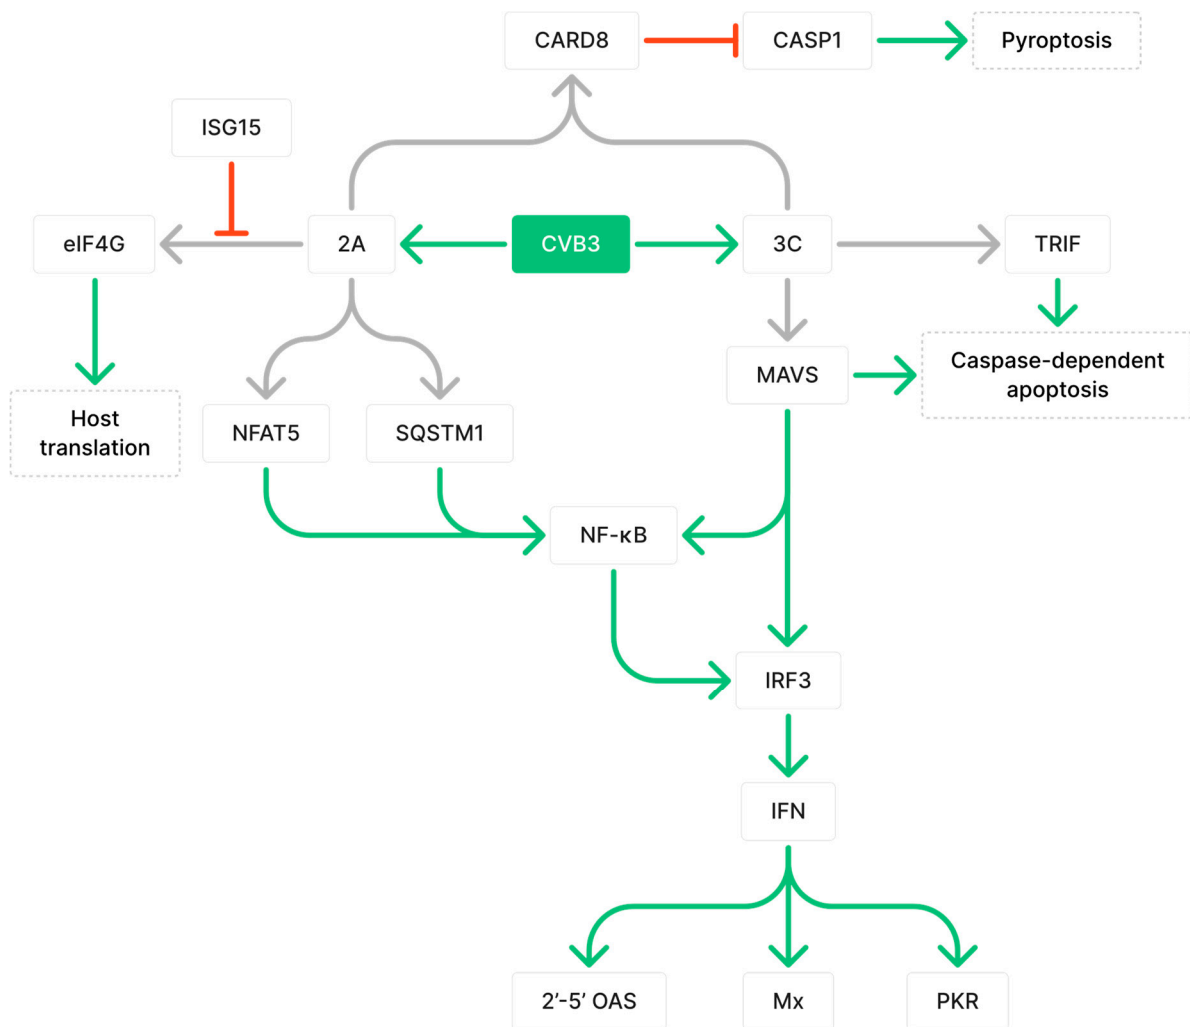 CARD8
CASP1
Pyroptosis
ISG15
eIF4G
2A
CVB3
3C
TRIF
MAVS
Caspase-dependent
apoptosis
Host
translation
NFAT5
SQSTM1
NF-κB
IRF3
IFN
2’-5’ OAS
Mx
PKR